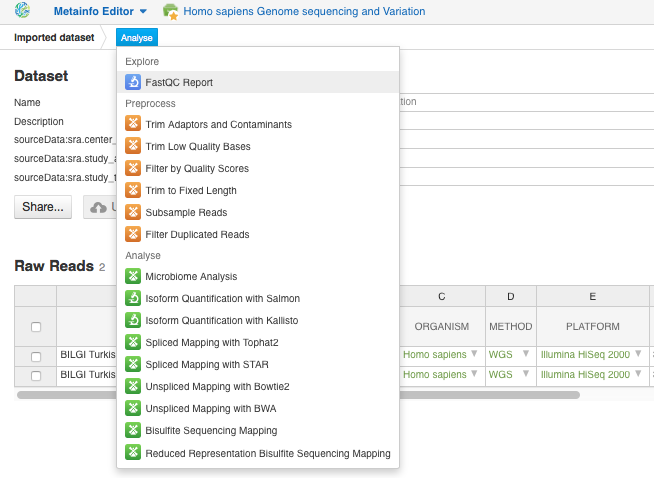 Metainfo Editor
Homo sapiens Genome sequencing and Variation
Imported dataset
Analyse
Explore
Dataset
FastQC Report
Name
Preprocess
Description
Trim Adaptors and Contaminants
sourceData:sra.center_
Trim Low Quality Bases
sourceData:sra.study_a
Filter by Quality Scores
sourceData:sra.study_t
Trim to Fixed Length
Share...
Subsample Reads
Filter Duplicated Reads
Analyse
Raw Reads 2
Microbiome Analysis
Isoform Quantification with Salmon
C D E
Isoform Quantification with Kallisto
ORGANISM METHOD PLATFORM
Spliced Mapping with Tophat2
BILGI Turkis
Homo sapiens WGS Illumina HiSeq 2000
Spliced Mapping with STAR
BILGI Turkis
Homo sapiens WGS Illumina HiSeq 2000
Unspliced Mapping with Bowtie2
Unspliced Mapping with BWA
Bisulfite Sequencing Mapping
Reduced Representation Bisulfite Sequencing Mapping